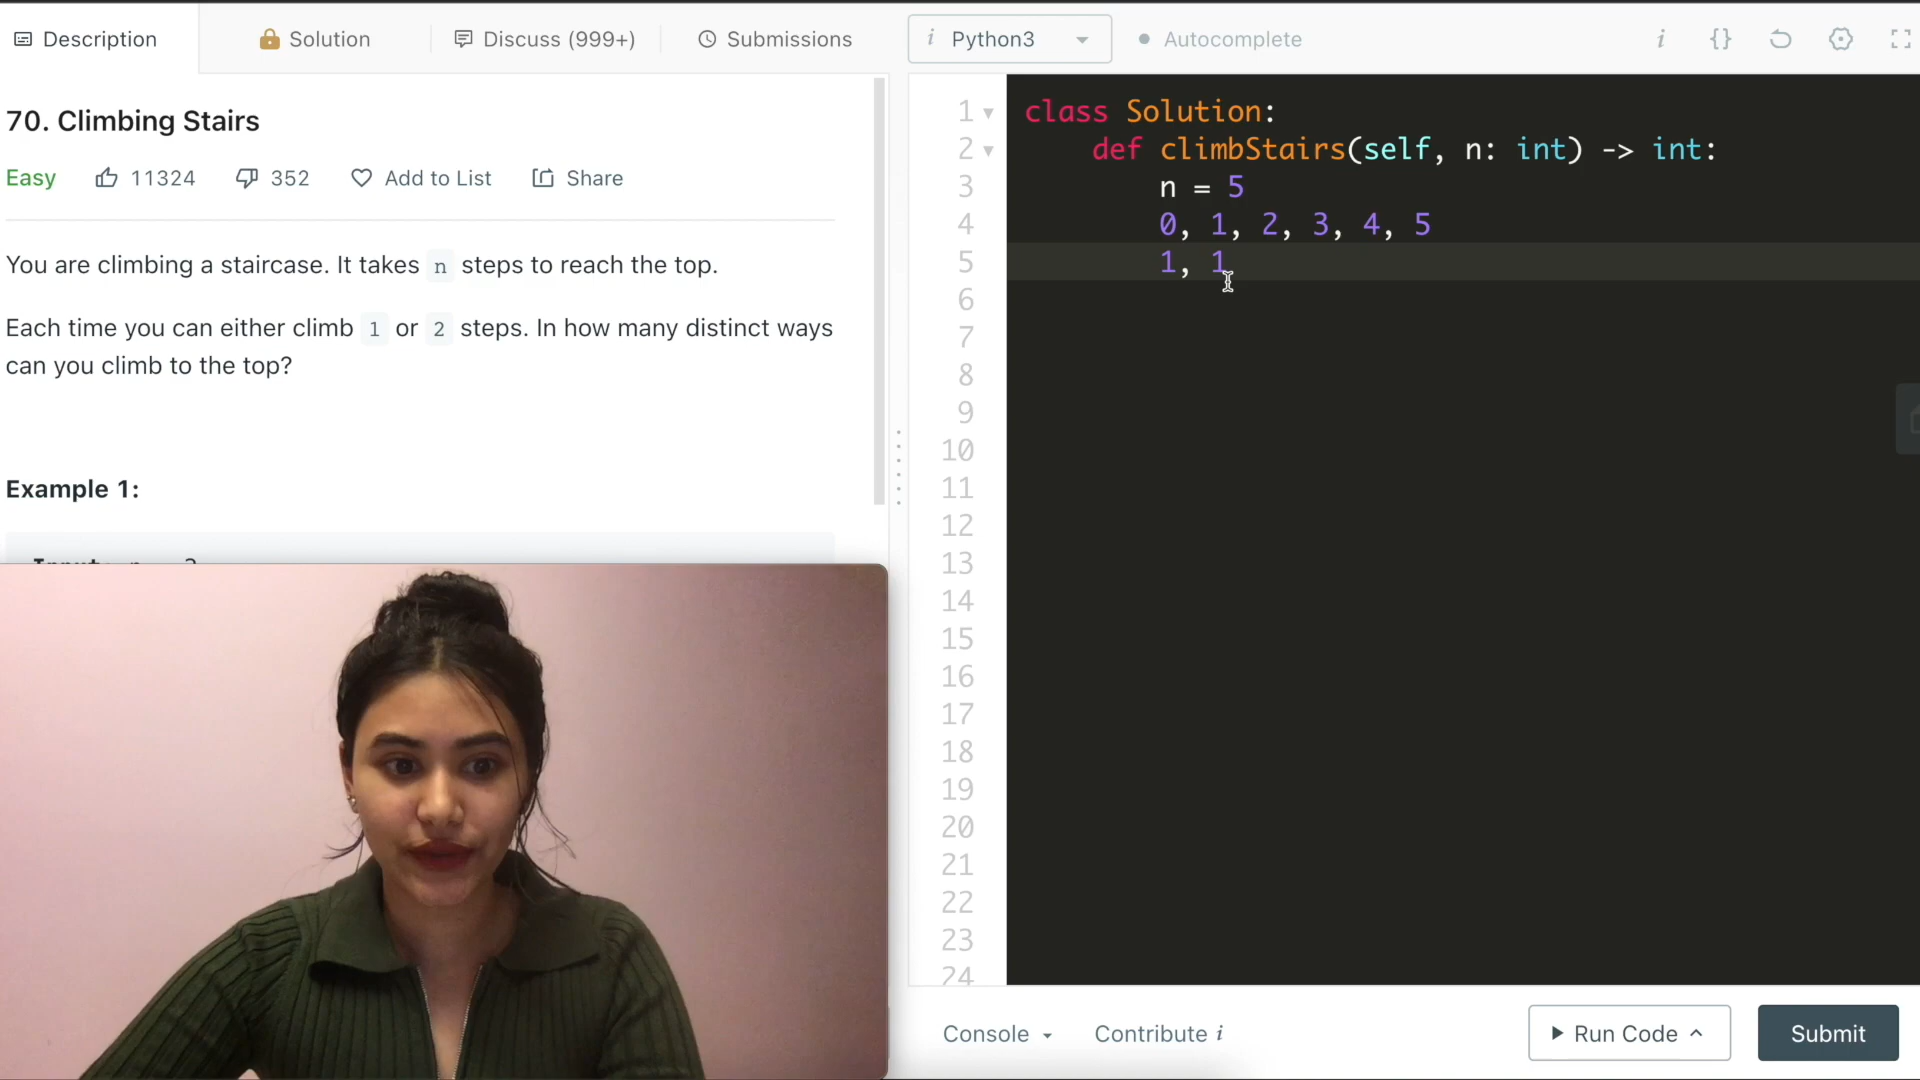 Description
Solution
Discuss (999+)
Submissions
i Python3
Autocomplete
i {}
70. Climbing Stairs
Easy 11324 352 Add to List Share
You are climbing a staircase. It takes n steps to reach the top.
Each time you can either climb 1 or 2 steps. In how many distinct ways
can you climb to the top?
Example 1:
1 class Solution:
2 def climbStairs(self, n: int) -> int:
3 n = 5
4 0, 1, 2, 3, 4, 5
5 1, 1
6
7
8
9
10
11
12
13
14
15
16
17
18
19
20
21
22
23
24
Console
Contribute i
Run Code
Submit